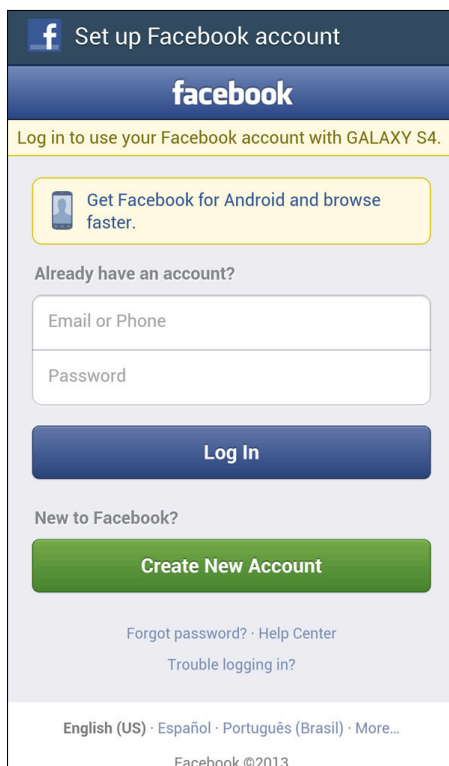 Set up Facebook account
facebook
Log in to use your Facebook account with GALAXY S4.
Get Facebook for Android and browse
faster.
Already have an account?
Email or Phone
Password
Log In
New to Facebook?
Create New Account
Forgot password? · Help Center
Trouble logging in?
English (US) · Español · Português (Brasil) · More...
Facebook ©2013